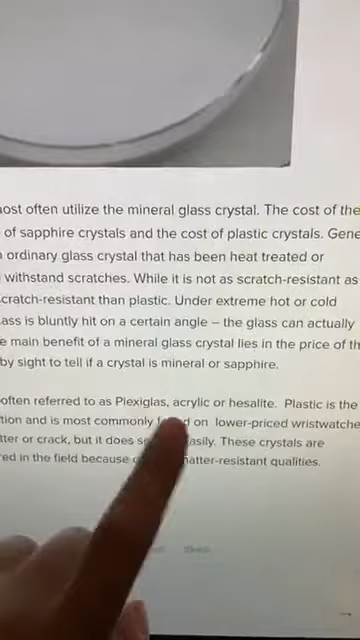 most often utilize the mineral glass crystal. The cost of the
of sapphire crystals and the cost of plastic crystals. Gene
ordinary glass crystal that has been heat treated or
withstand scratches. While it is not as scratch-resistant as
scratch-resistant than plastic. Under extreme hot or cold
ass is bluntly hit on a certain angle – the glass can actually
e main benefit of a mineral glass crystal lies in the price of th
by sight to tell if a crystal is mineral or sapphire.
often referred to as Plexiglas, acrylic or hesalite. Plastic is the
tion and is most commonly on lower-priced wristwatche
tter or crack, but it does easily. These crystals are
red in the field because hatter-resistant qualities.